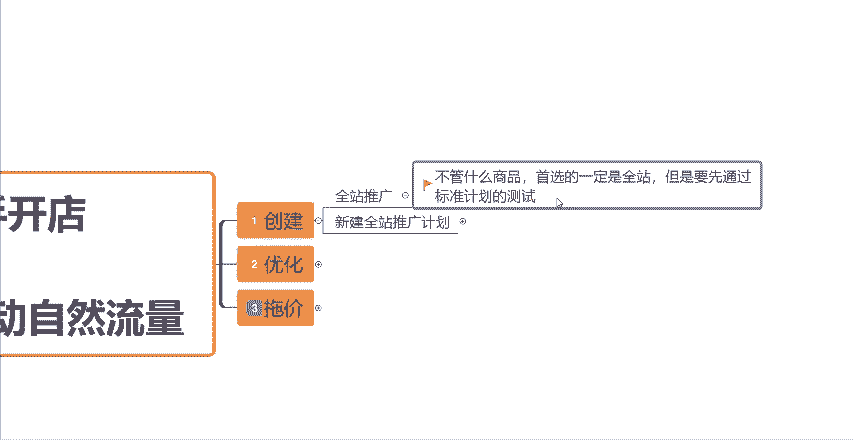 开店
动自然流量
1 创建
全站推广
不管什么商品，首选的一定是全站，但是要先通过
标准计划的测试
新建全站推广计划
2 优化
3 拖价